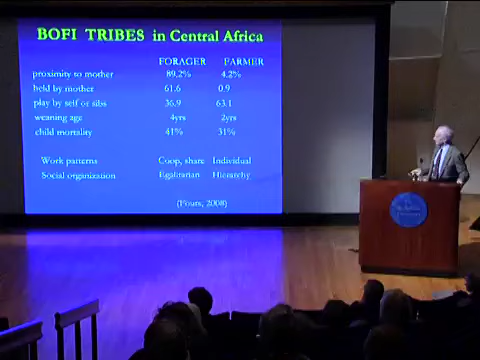 BOFI TRIBES in Central Africa
FORAGER FARMER
proximity to mother 89.2% 4.2%
held by mother 61.6 0.9
play by self or sibs 36.9 63.1
weaning age 4yrs 2yrs
child mortality 41% 31%
Work patterns Coop, share Individual
Social organization Egalitarian Hierarchy
(Fouts, 2008)